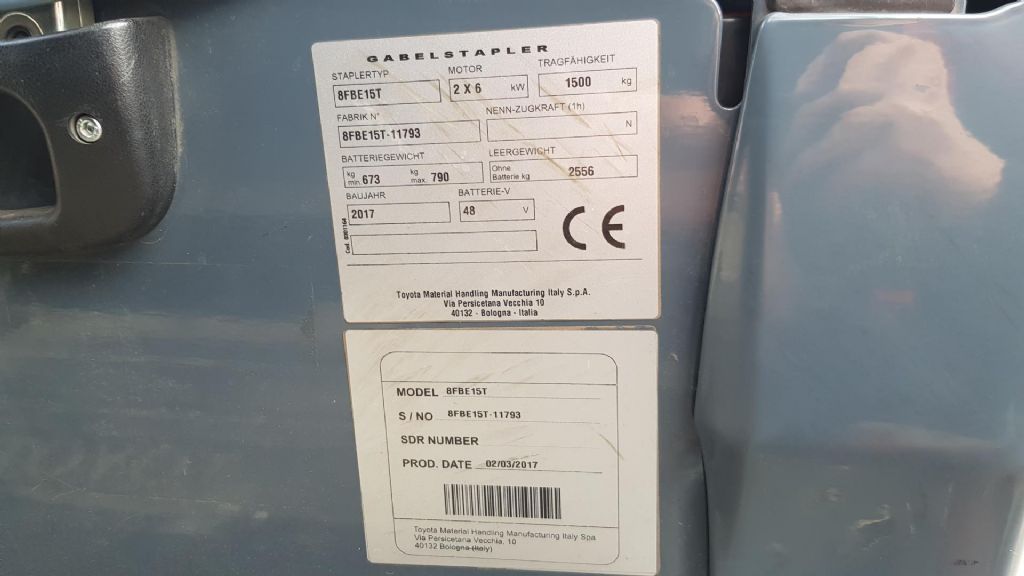 GABELSTAPLER
STAPLERTYP MOTOR TRAGFÄHIGKEIT
8FBE15T 2 X 6 kW 1500 kg
FABRIK N° NENN-ZUGKRAFT (1h)
8FBE15T-11793 N
BATTERIEGEWICHT LEERGEWICHT
kg min. 673 kg max. 790 Ohne Batterie kg 2556
BAUJAHR BATTERIE-V
2017 48 V
CE
Toyota Material Handling Manufacturing Italy S.p.A.
Via Persicetana Vecchia 10
40132 - Bologna - Italia
MODEL 8FBE15T
S / NO 8FBE15T-11793
SDR NUMBER
PROD. DATE 02/03/2017
Toyota Material Handling Manufacturing Italy Spa
Via Persicetana Vecchia, 10
40132 Bologna (Italy)